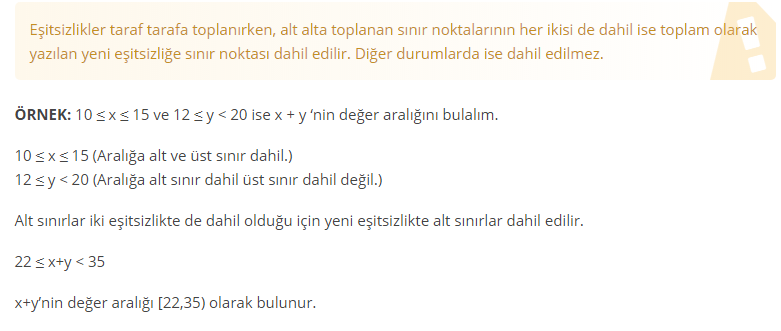 Eşitsizlikler taraf tarafa toplanırken, alt alta toplanan sınır noktalarının her ikisi de dahil ise toplam olarak
yazılan yeni eşitsizliğe sınır noktası dahil edilir. Diğer durumlarda ise dahil edilmez.
ÖRNEK: 10 ≤ x ≤ 15 ve 12 ≤ y < 20 ise x + y ‘nin değer aralığını bulalım.
10 ≤ x ≤ 15 (Aralığa alt ve üst sınır dahil.)
12 ≤ y < 20 (Aralığa alt sınır dahil üst sınır dahil değil.)
Alt sınırlar iki eşitsizlikte de dahil olduğu için yeni eşitsizlikte alt sınırlar dahil edilir.
22 ≤ x+y < 35
x+y’nin değer aralığı [22,35) olarak bulunur.